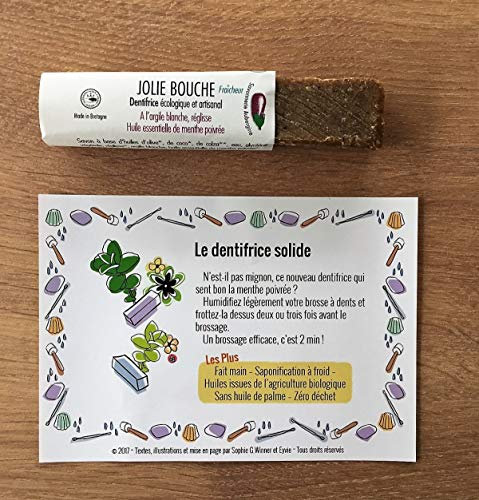 JOLIE BOUCHE Fraîcheur
Dentifrice écologique et artisanal
A l'argile blanche, réglisse
Huile essentielle de menthe poivrée
Made in Bretagne
Savonnerie Aubergine
Savon à base d'huiles d'olive*, de coco*, de colza**, eau,
Le dentifrice solide
N'est-il pas mignon, ce nouveau dentifrice qui
sent bon la menthe poivrée ?
Humidifiez légèrement votre brosse à dents et
frottez-la dessus deux ou trois fois avant le
brossage.
Un brossage efficace, c'est 2 min !
Les Plus
Fait main - Saponification à froid -
Huiles issues de l'agriculture biologique
Sans huile de palme - Zéro déchet
© 2017 - Textes, illustrations et mise en page par Sophie G.Winner et Eyvie - Tous droits réservés